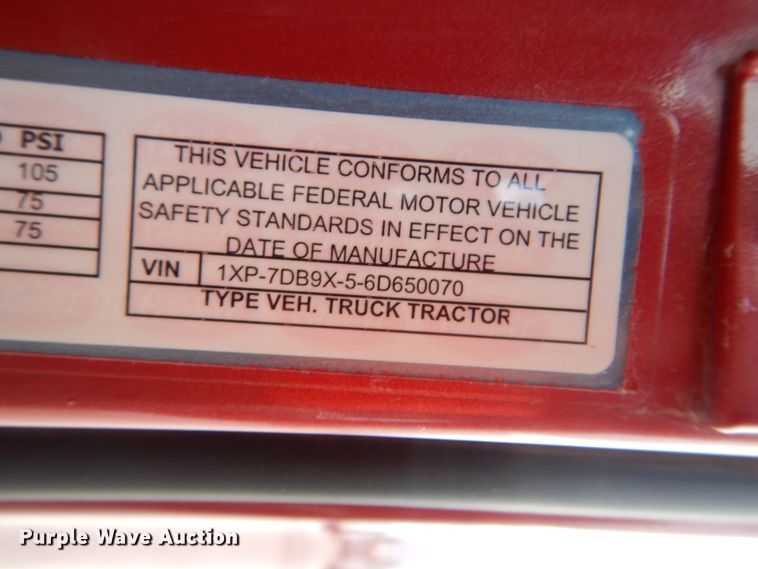 PSI
105
75
75
THIS VEHICLE CONFORMS TO ALL
APPLICABLE FEDERAL MOTOR VEHICLE
SAFETY STANDARDS IN EFFECT ON THE
DATE OF MANUFACTURE
VIN 1XP-7DB9X-5-6D650070
TYPE VEH. TRUCK TRACTOR
Purple Wave Auction